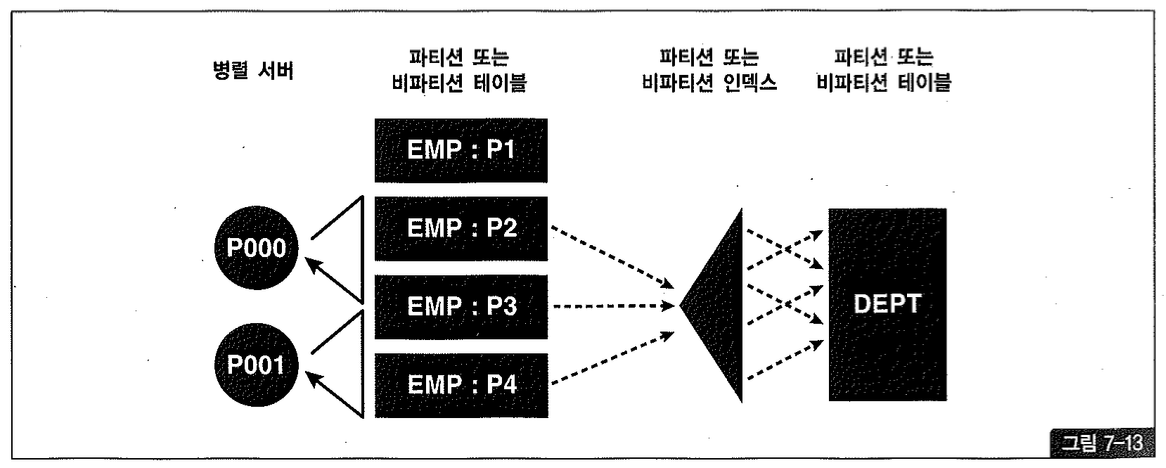 병렬 서버
파티션 또는
비파티션 테이블
파티션 또는
비파티션 인덱스
파티션 또는
비파티션 테이블
EMP : P1
EMP : P2
EMP : P3
EMP : P4
P000
P001
DEPT
그림 7-13